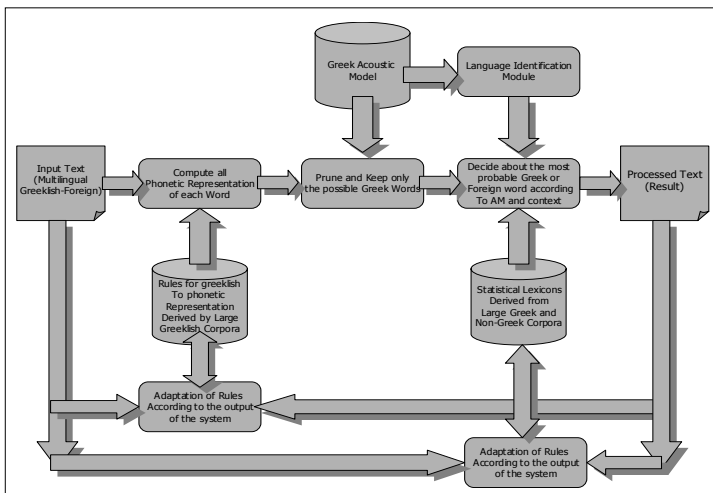 Greek Acoustic
Model
Language Identification
Module
Input Text
(Multilingual
Greeklish-Foreign)
Compute all
Phonetic Representation
of each Word
Prune and Keep only
the possible Greek Words
Decide about the most
probable Greek or
Foreign word according
To AM and context
Processed Text
(Result)
Rules for greeklish
To phonetic
Representation
Derived by Large
Greeklish Corpora
Statistical Lexicons
Derived from
Large Greek and
Non-Greek Corpora
Adaptation of Rules
According to the output
of the system
Adaptation of Rules
According to the output
of the system